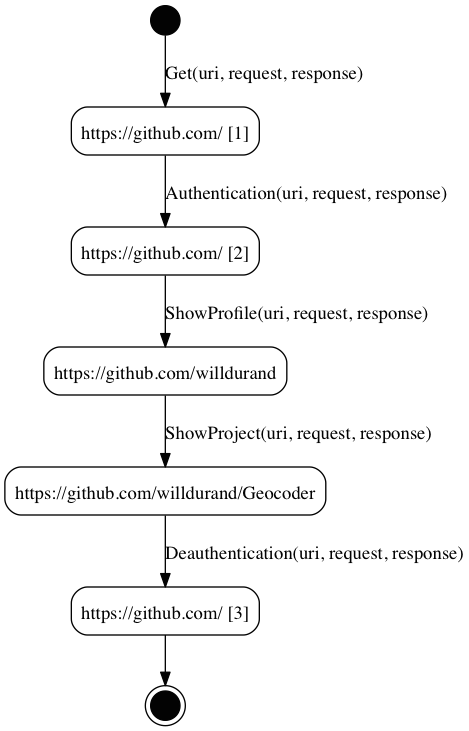 Get(uri, request, response)
https://github.com/ [1]
Authentication(uri, request, response)
https://github.com/ [2]
ShowProfile(uri, request, response)
https://github.com/willdurand
ShowProject(uri, request, response)
https://github.com/willdurand/Geocoder
Deauthentication(uri, request, response)
https://github.com/ [3]